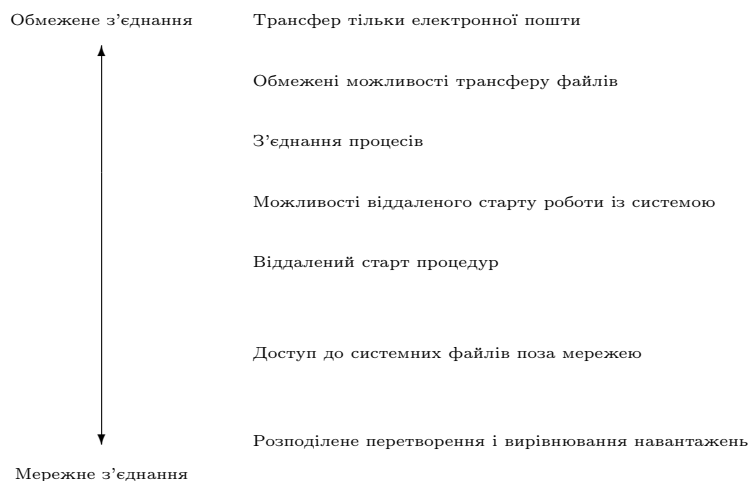 Обмежене з’єднання
Трансфер тільки електронної пошти
Обмежені можливості трансферу файлів
З’єднання процесів
Можливості віддаленого старту роботи із системою
Віддалений старт процедур
Доступ до системних файлів поза мережею
Розподілене перетворення і вирівнювання навантажень
Мережне з’єднання